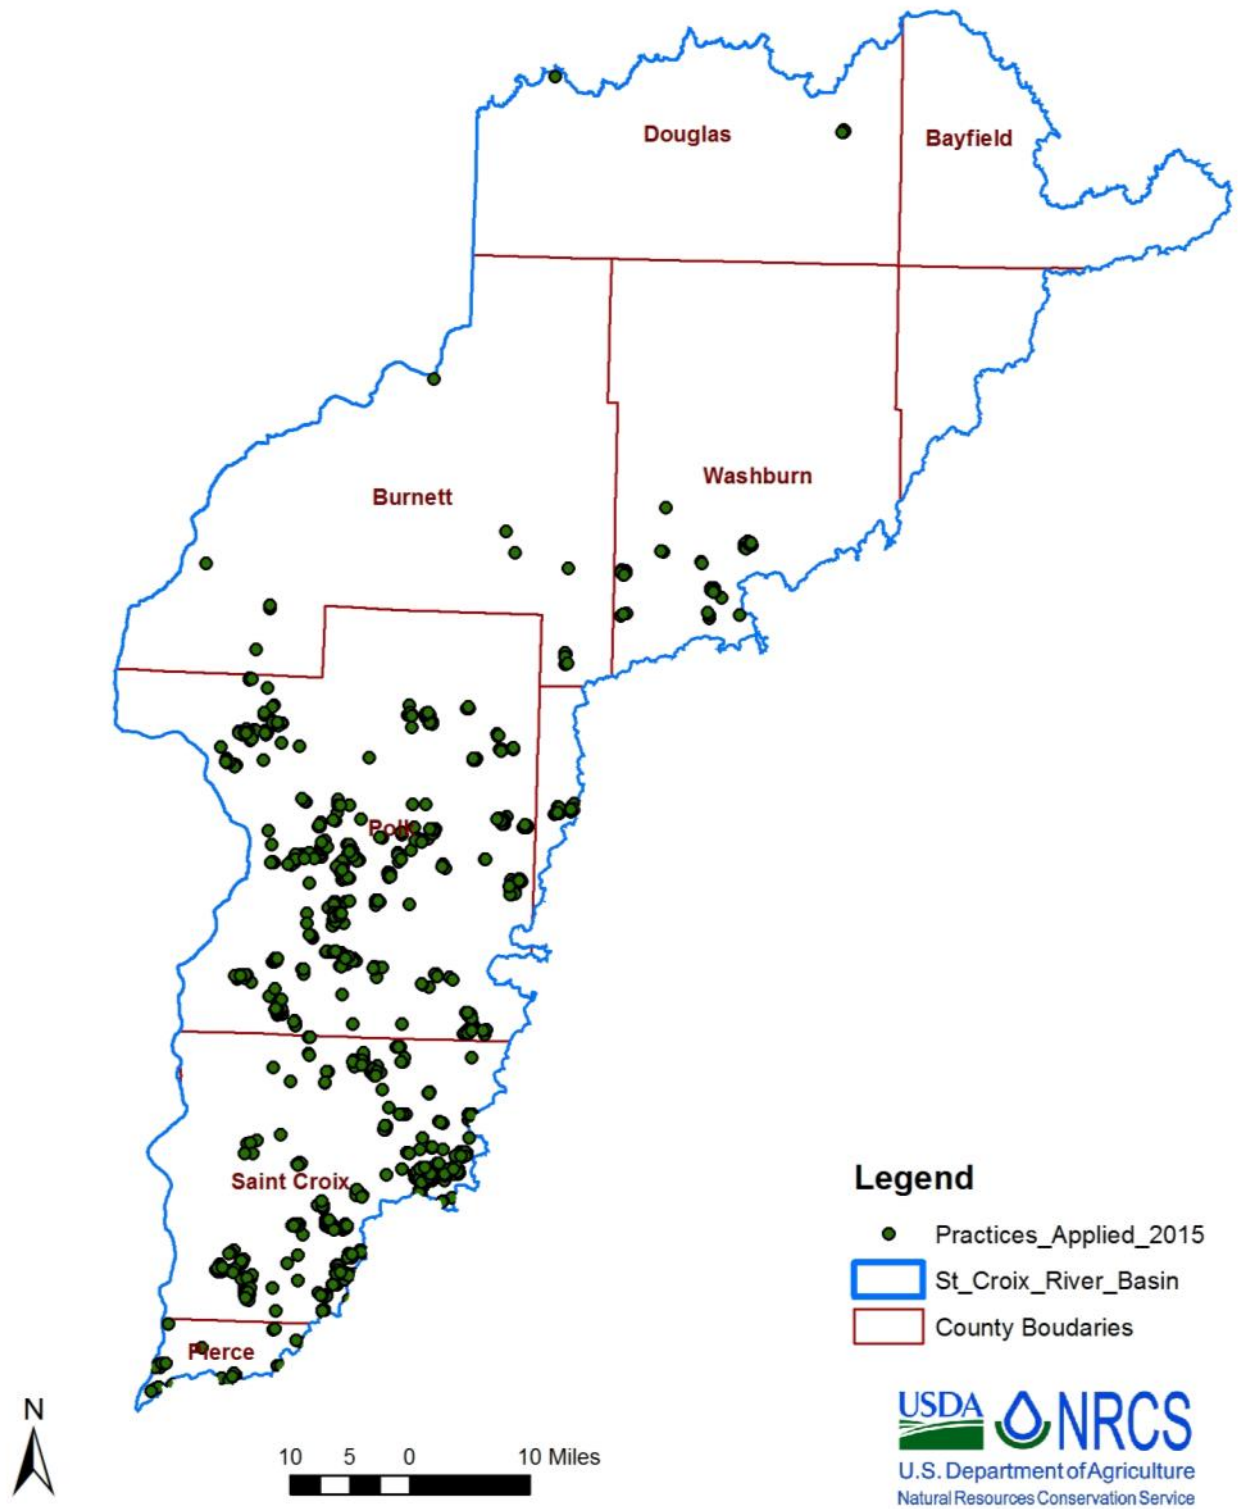 Douglas
Bayfield
Burnett
Washburn
Polk
Saint Croix
Pierce
Legend
Practices_Applied_2015
St_Croix_River_Basin
County Boudaries
N
10 5 0 10 Miles
USDA NRCS
U.S. Department of Agriculture
Natural Resources Conservation Service